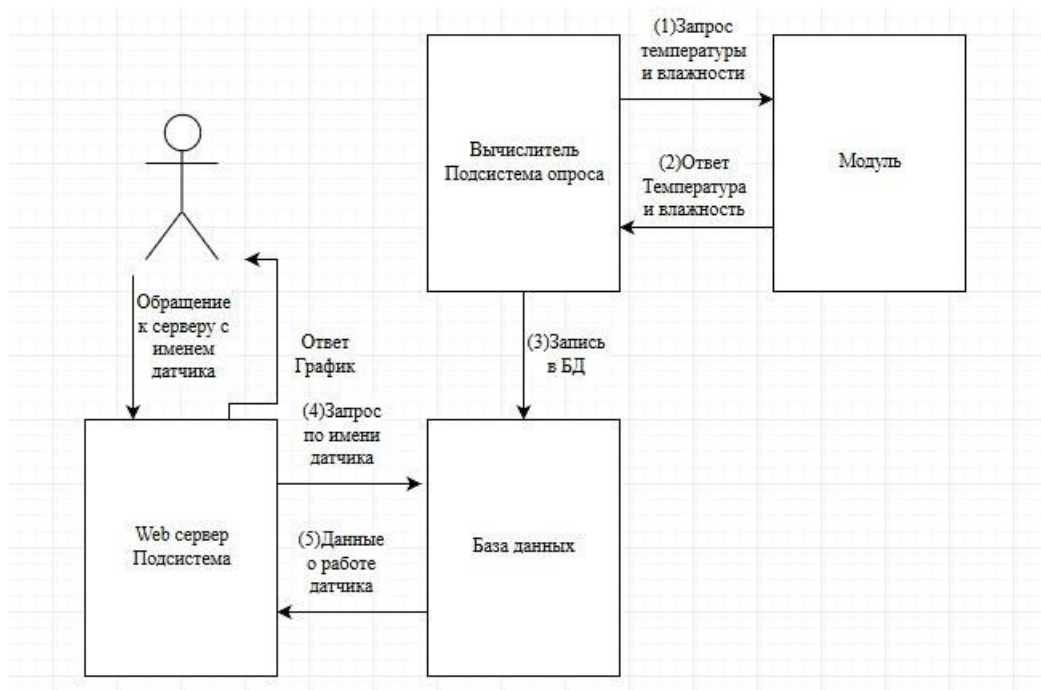 (1)Запрос
температуры
и влажности
Вычислитель
Подсистема опроса
(2)Ответ
Температура
и влажность
Модуль
Обращение
к серверу с
именем
датчика
Ответ
График
(3)Запись
в БД
(4)Запрос
по имени
датчика
Web сервер
Подсистема
(5)Данные
о работе
датчика
База данных